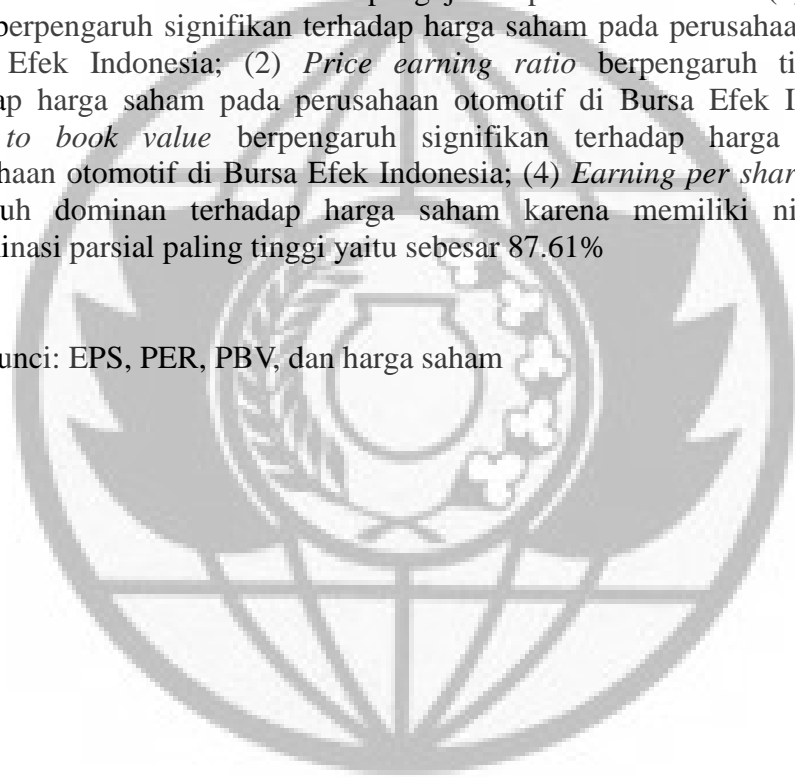 berpengaruh signifikan terhadap harga saham pada perusahaa
Efek Indonesia; (2) Price earning ratio berpengaruh ti
ap harga saham pada perusahaan otomotif di Bursa Efek I
to book value berpengaruh signifikan terhadap harga
haan otomotif di Bursa Efek Indonesia; (4) Earning per shar
uh dominan terhadap harga saham karena memiliki ni
inasi parsial paling tinggi yaitu sebesar 87.61%
unci: EPS, PER, PBV, dan harga saham